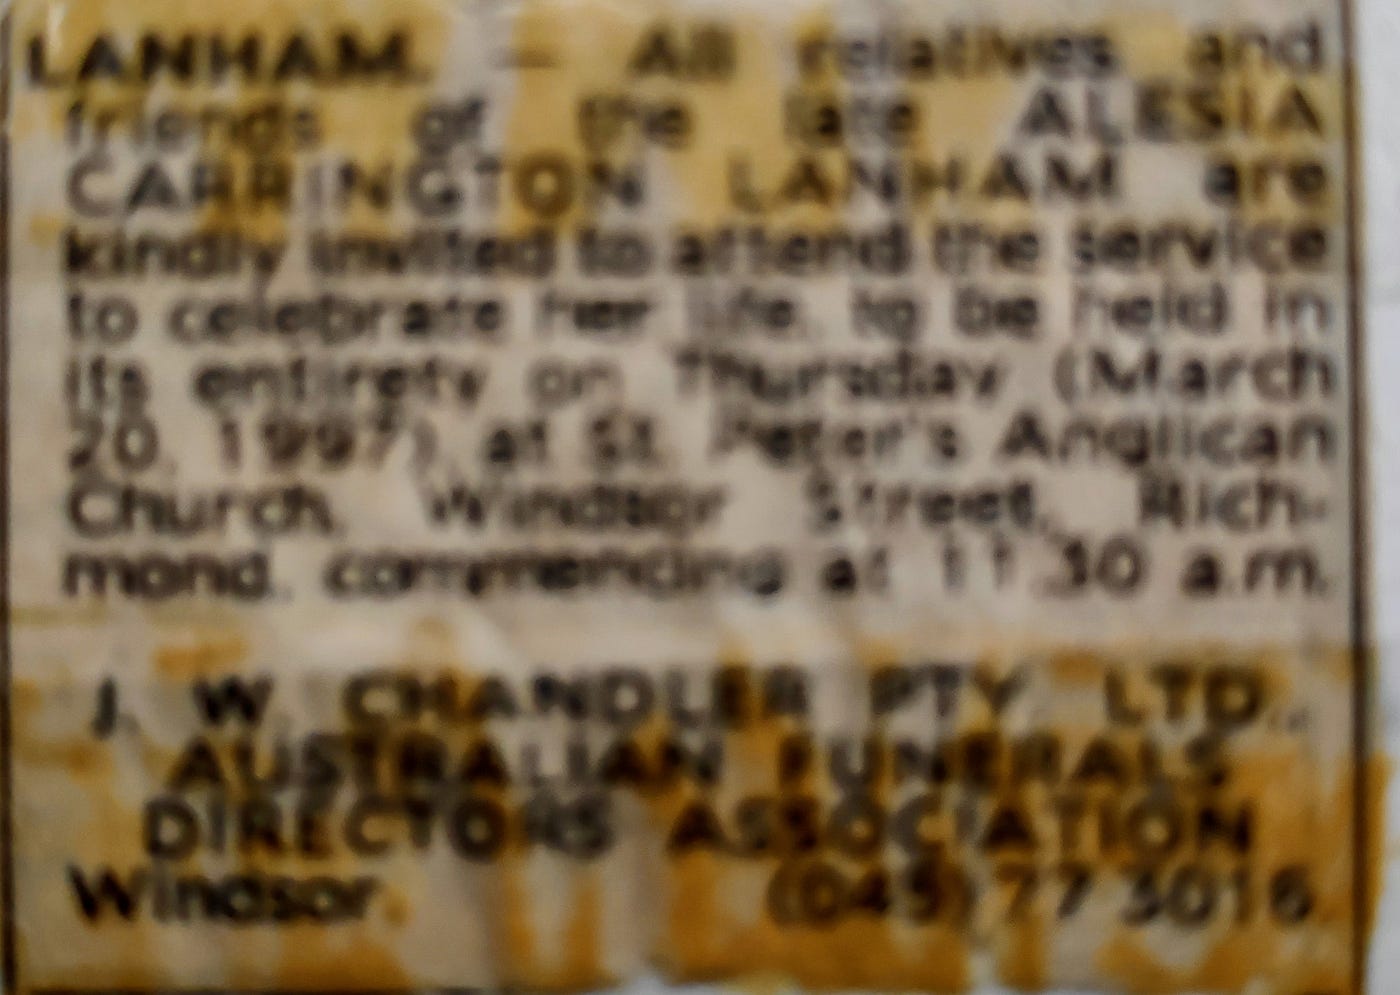 LANHAM. — All relatives and
friends of the late ALESIA
CARRINGTON LANHAM are
kindly invited to attend the service
to celebrate her life, to be held in
its entirety on Thursday (March
20, 1997), at St. Peter's Anglican
Church, Windsor Street, Rich-
mond, commencing at 11.30 a.m.
J. W. CHANDLER PTY. LTD.,
AUSTRALIAN FUNERALS
DIRECTORS ASSOCIATION
Windsor. (045) 77 3016.